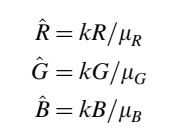 R̂ = kR/μ_R
Ĝ = kG/μ_G
B̂ = kB/μ_B